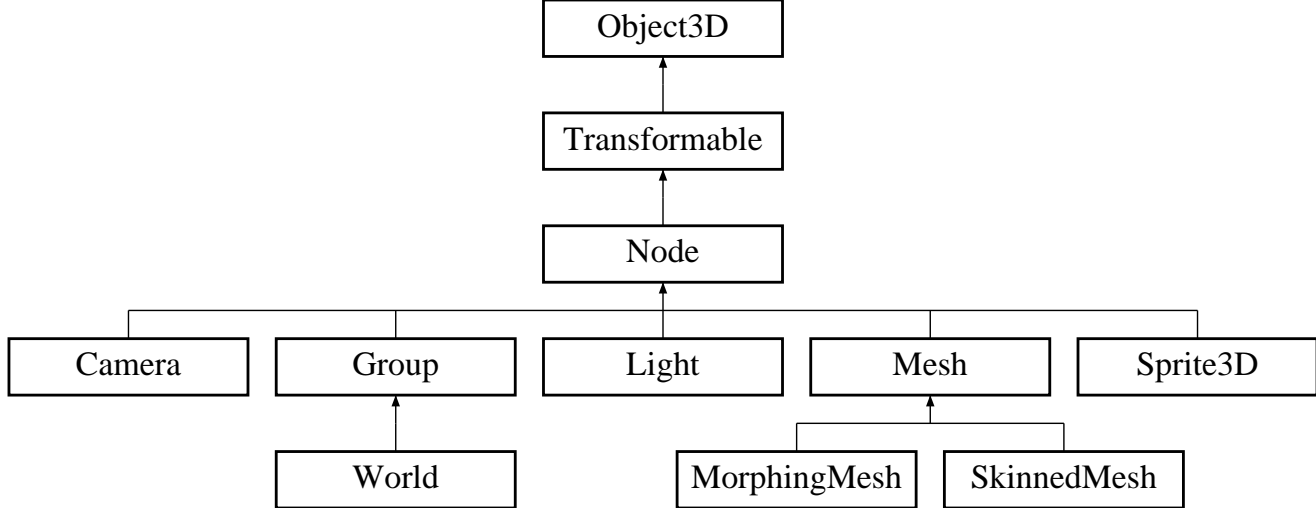 Object3D
Transformable
Node
Camera
Group
Light
Mesh
Sprite3D
World
MorphingMesh
SkinnedMesh